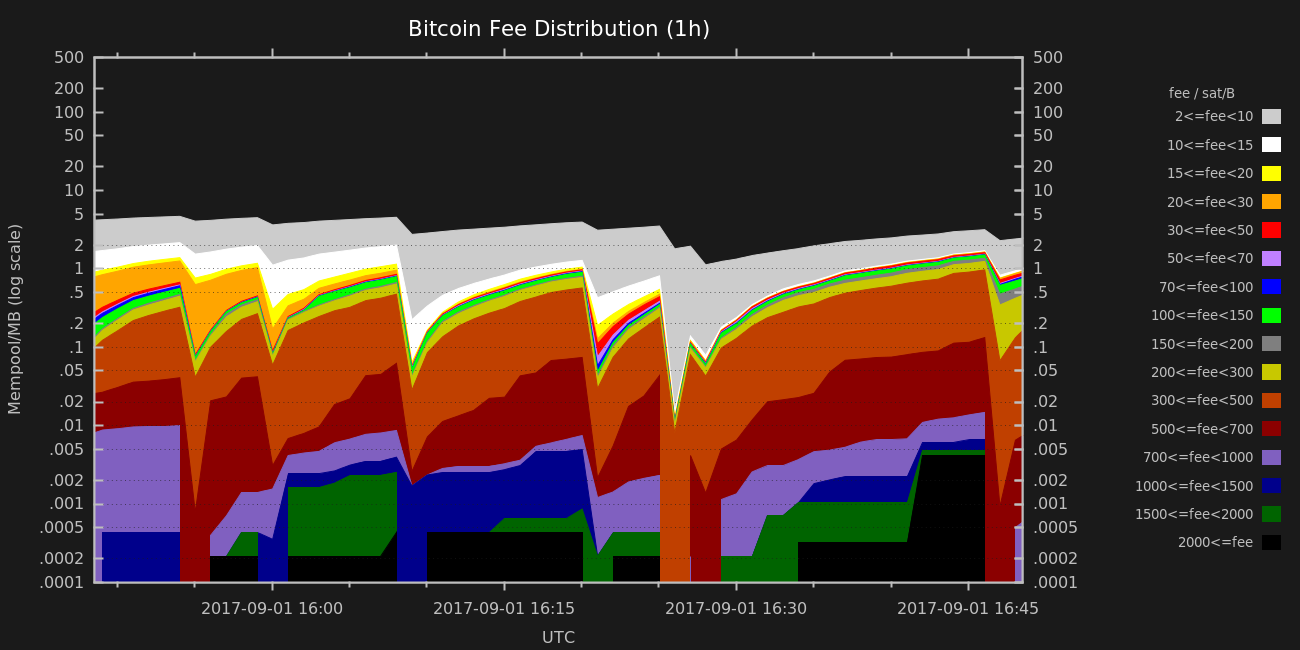 Bitcoin Fee Distribution (1h)
Mempool/MB (log scale)
500
200
100
50
20
10
5
2
1
.5
.2
.1
.05
.02
.01
.005
.002
.001
.0005
.0002
.0001
500
200
100
50
20
10
5
2
1
.5
.2
.1
.05
.02
.01
.005
.002
.001
.0005
.0002
.0001
2017-09-01 16:00
2017-09-01 16:15
2017-09-01 16:30
2017-09-01 16:45
UTC
fee / sat/B
2<=fee<10
10<=fee<15
15<=fee<20
20<=fee<30
30<=fee<50
50<=fee<70
70<=fee<100
100<=fee<150
150<=fee<200
200<=fee<300
300<=fee<500
500<=fee<700
700<=fee<1000
1000<=fee<1500
1500<=fee<2000
2000<=fee